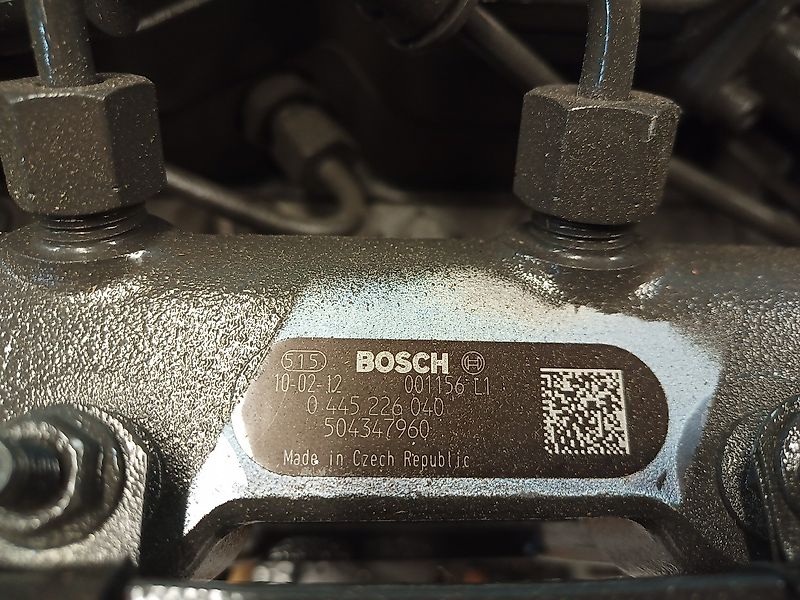 515 BOSCH
10-02-12 001156 L1
0 445 226 040
504347960
Made in Czech Republic